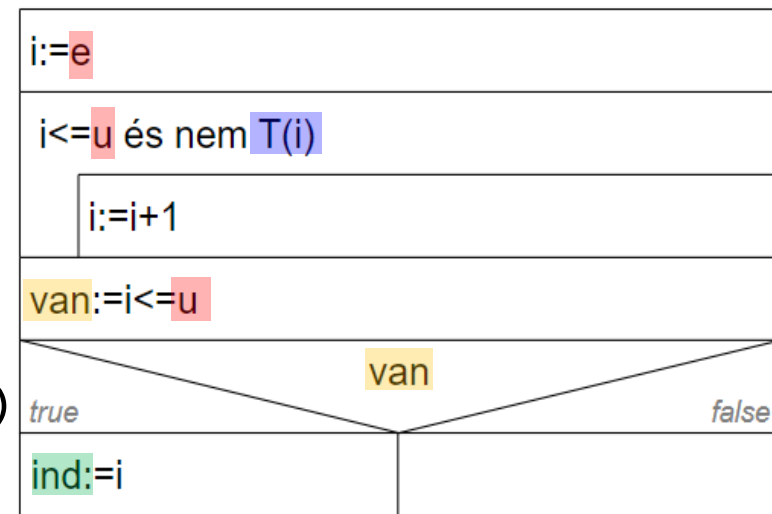 i:=e
i<=u és nem T(i)
i:=i+1
van:=i<=u
van
) true false
ind:=i